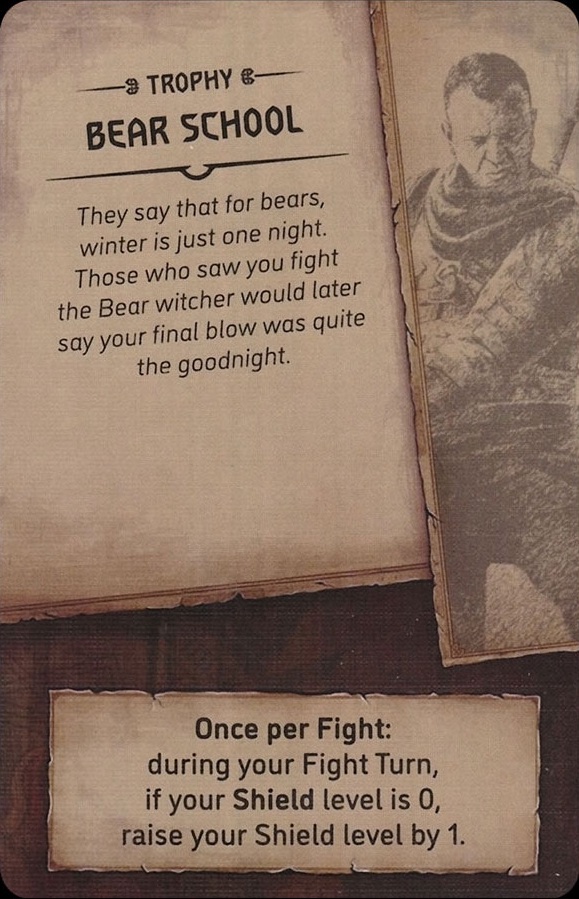 TROPHY
BEAR SCHOOL
They say that for bears,
winter is just one night.
Those who saw you fight
the Bear witcher would later
say your final blow was quite
the goodnight.
Once per Fight:
during your Fight Turn,
if your Shield level is 0,
raise your Shield level by 1.